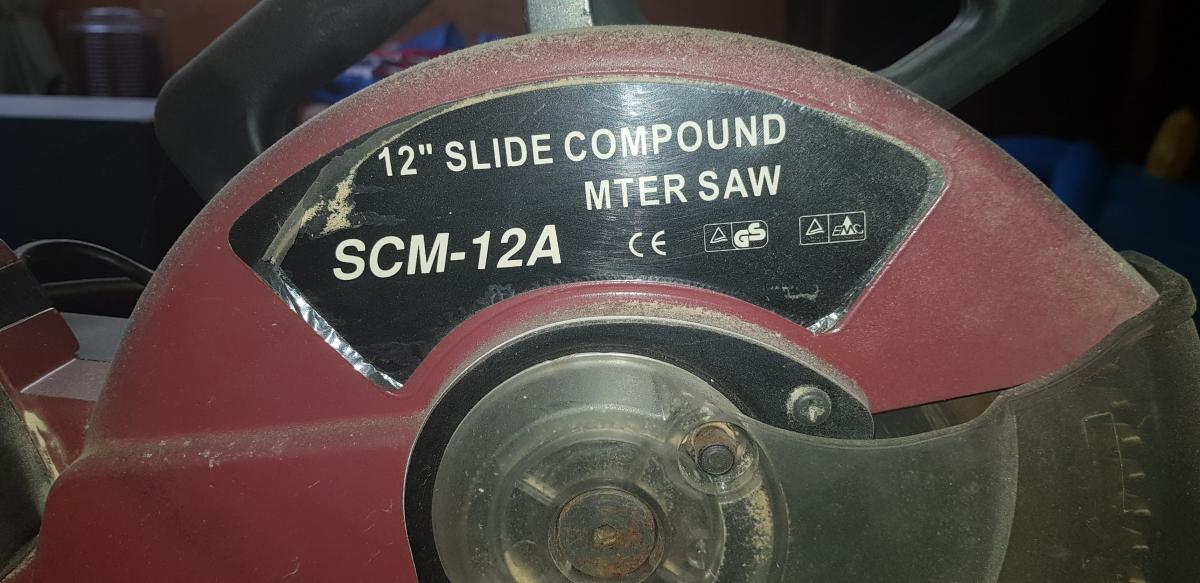 12" SLIDE COMPOUND
MTER SAW
SCM-12A
CE
GS
EMC